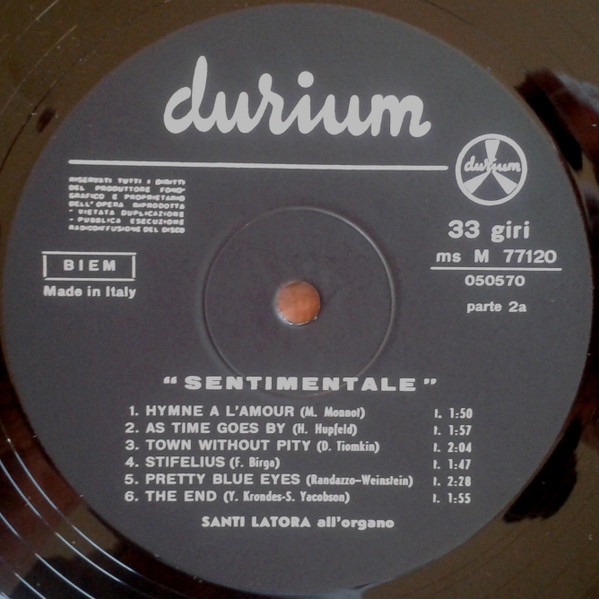 durium
durium
RISERVATI TUTTI I DIRITTI
DEL PRODUTTORE FONO-
GRAFICO E PROPRIETARIO
DELL'OPERA RIPRODOTTA
- VIETATA DUPLICAZIONE
- PUBBLICA ESECUZIONE
RADIODIFFUSIONE DEL DISCO
33 giri
ms M 77120
BIEM
Made in Italy
050570
parte 2a
"SENTIMENTALE"
1. HYMNE A L'AMOUR (M. Monnot) I. 1:50
2. AS TIME GOES BY (H. Hupfeld) I. 1:57
3. TOWN WITHOUT PITY (D. Tiomkin) I. 2:04
4. STIFELIUS (F. Birga) I. 1:47
5. PRETTY BLUE EYES (Randazzo-Weinstein) I. 2:28
6. THE END (Y. Krondes-S. Yacobson) I. 1:55
SANTI LATORA all'organo